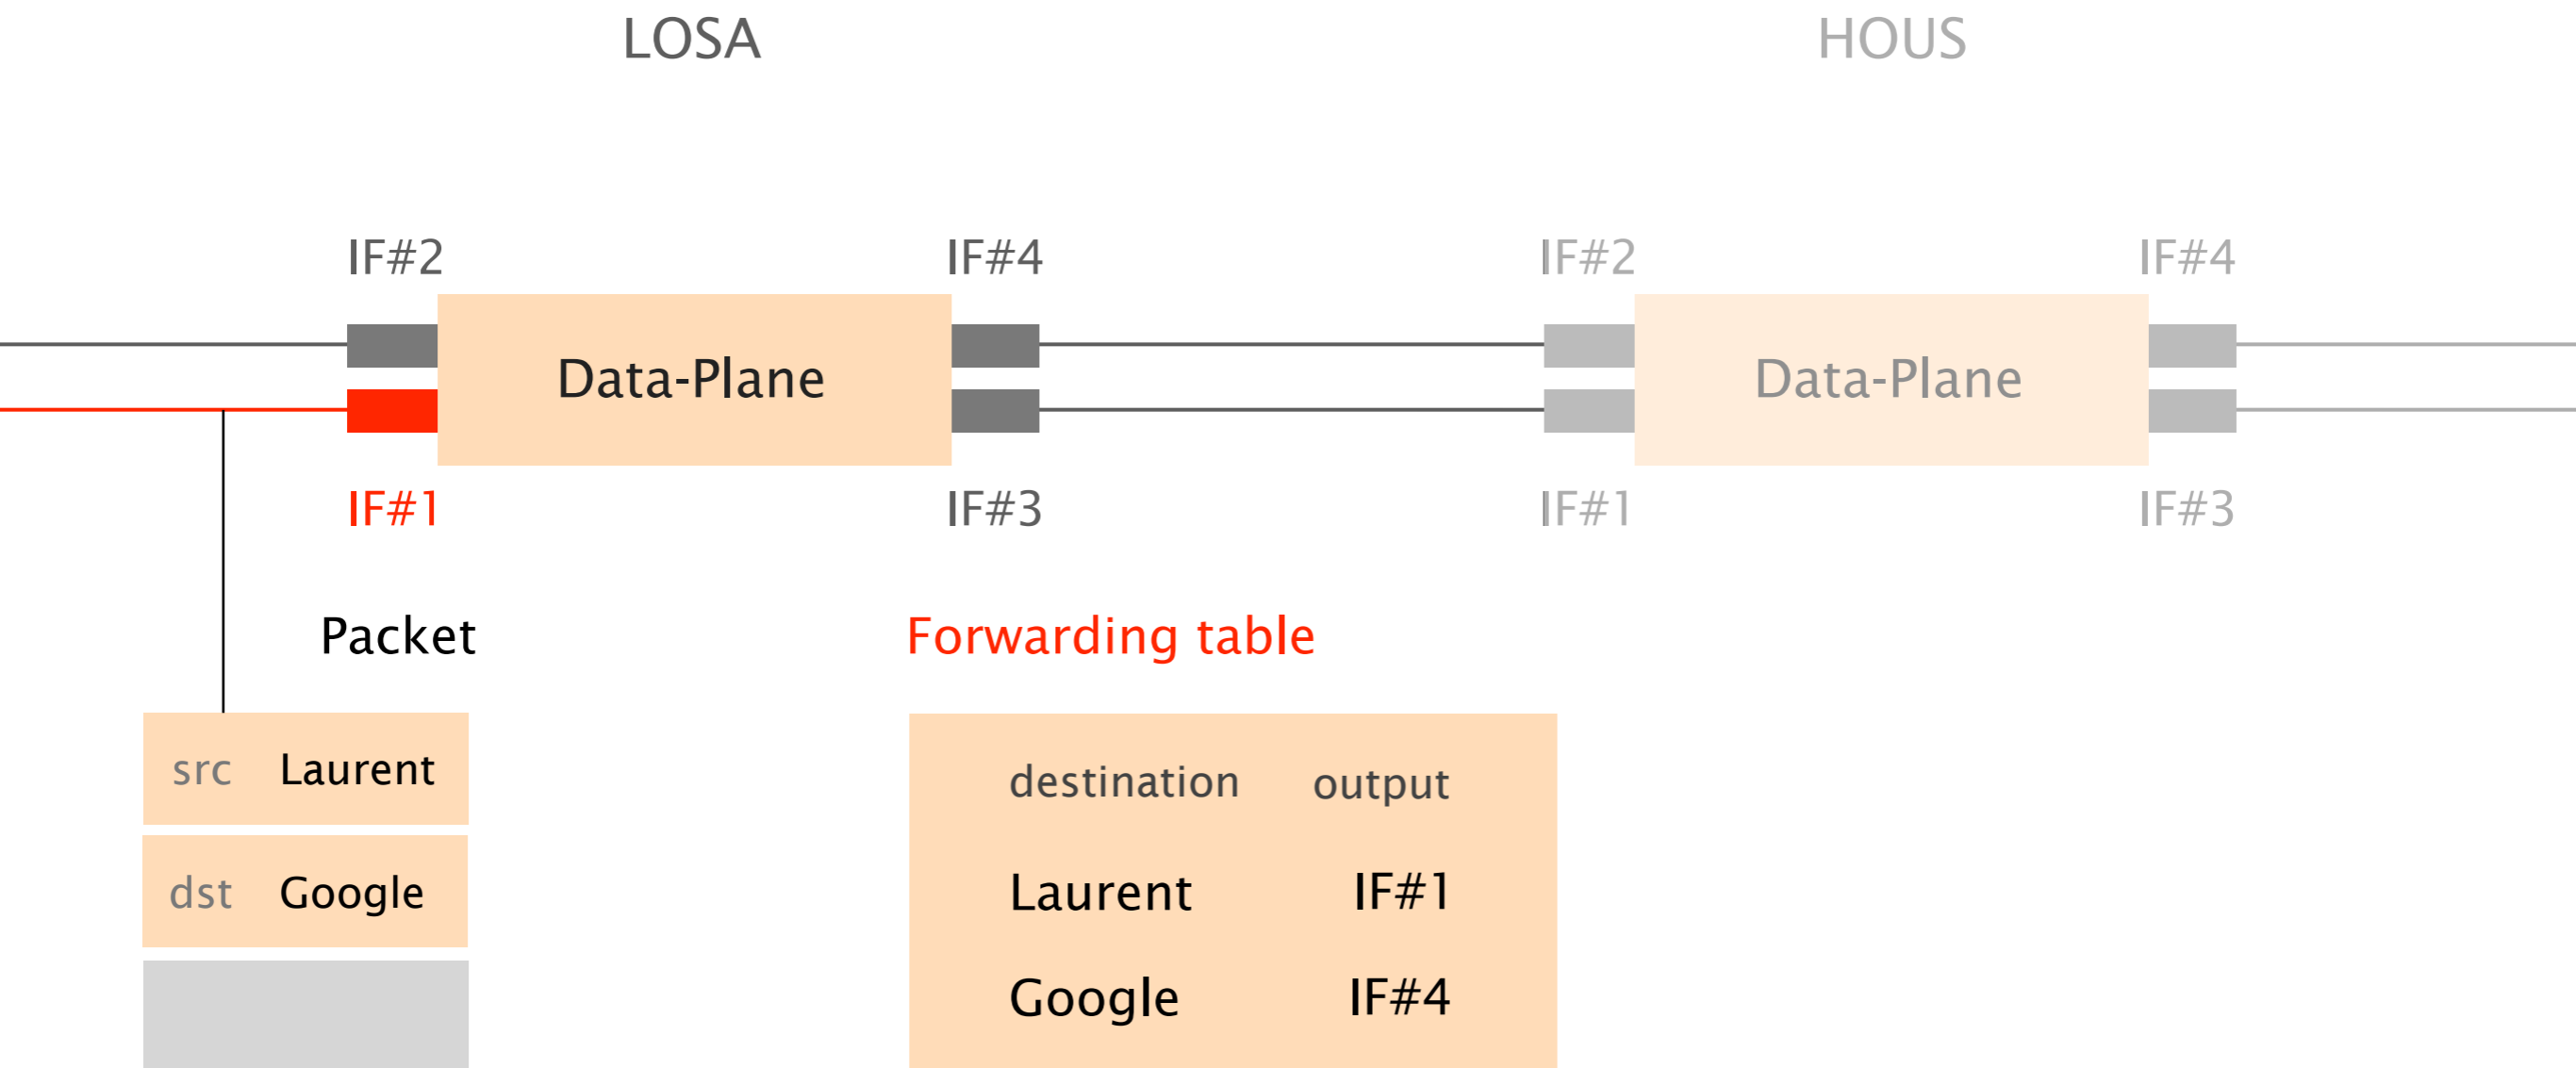 LOSA
HOUS
IF#2
IF#4
IF#2
IF#4
Data-Plane
Data-Plane
IF#1
IF#3
IF#1
IF#3
Packet
Forwarding table
src Laurent
destination output
dst Google
Laurent IF#1
Google IF#4